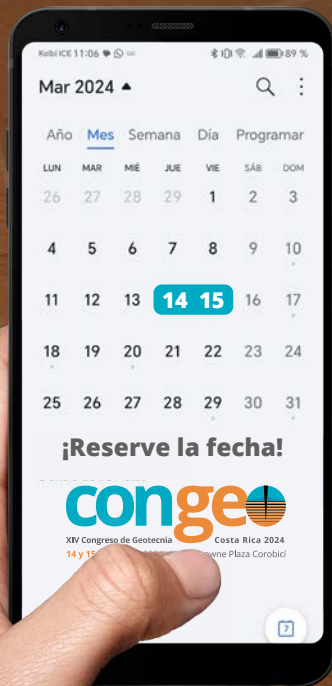 Kolbi ICE 11:06
89 %
Mar 2024
Año Mes Semana Día Programar
LUN MAR MIÉ JUE VIE SÁB DOM
26 27 28 29 1 2 3
4 5 6 7 8 9 10
11 12 13 14 15 16 17
18 19 20 21 22 23 24
25 26 27 28 29 30 31
¡Reserve la fecha!
congeo
XIV Congreso de Geotecnia Costa Rica 2024
14 y 15 Plaza Corobicí
7